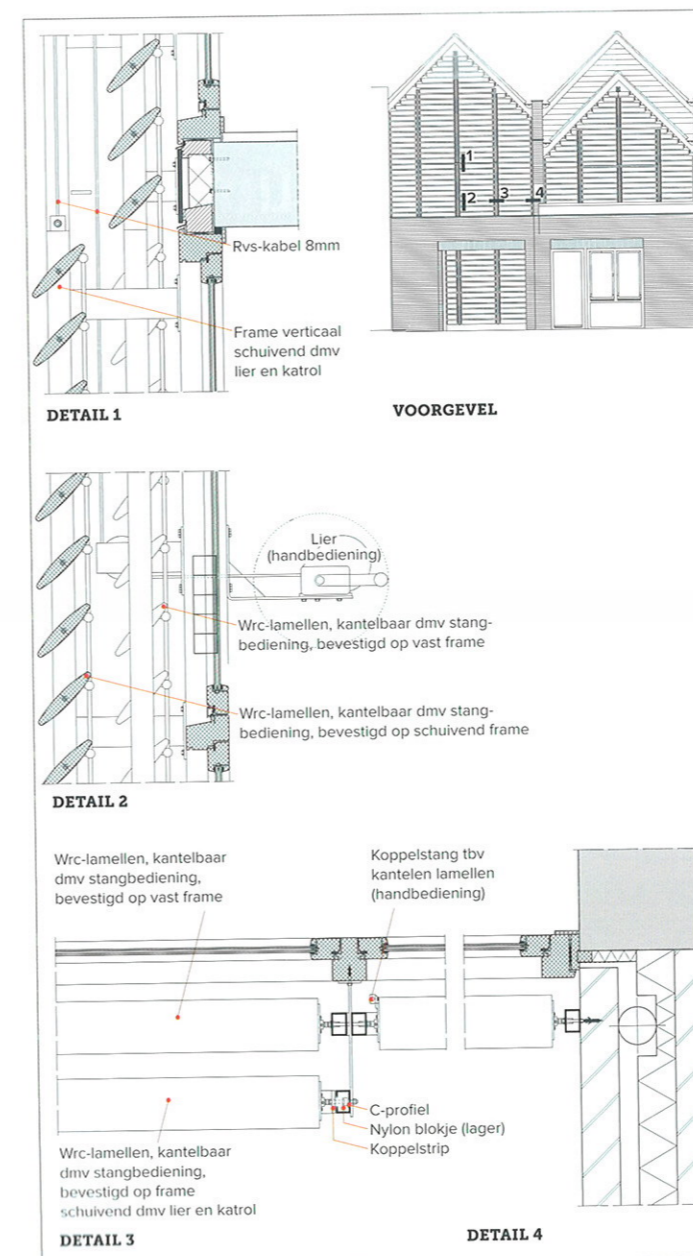 Rvs-kabel 8mm
Frame verticaal
schuivend dmv
lier en katrol
DETAIL 1
1
2
3
4
VOORGEVEL
Lier
(handbediening)
Wrc-lamellen, kantelbaar dmv stang-
bediening, bevestigd op vast frame
Wrc-lamellen, kantelbaar dmv stang-
bediening, bevestigd op schuivend frame
DETAIL 2
Wrc-lamellen, kantelbaar
dmv stangbediening,
bevestigd op vast frame
Koppelstang tbv
kantelen lamellen
(handbediening)
C-profiel
Nylon blokje (lager)
Koppelstrip
Wrc-lamellen, kantelbaar
dmv stangbediening,
bevestigd op frame
schuivend dmv lier en katrol
DETAIL 3
DETAIL 4